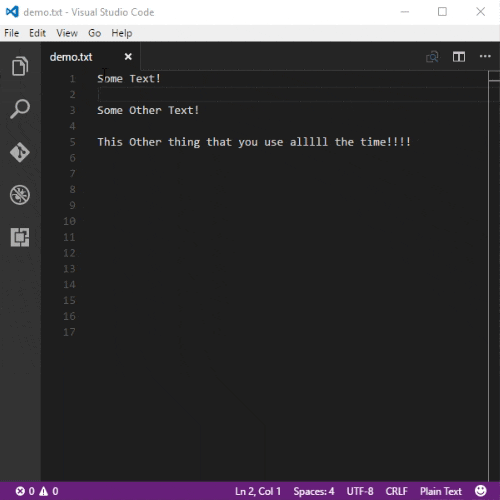 demo.txt - Visual Studio Code
File Edit View Go Help
demo.txt
1 Some Text!
2
3 Some Other Text!
4
5 This Other thing that you use alllll the time!!!!
6
7
8
9
10
11
12
13
14
15
16
17
0 0 Ln 2, Col 1 Spaces: 4 UTF-8 CRLF Plain Text